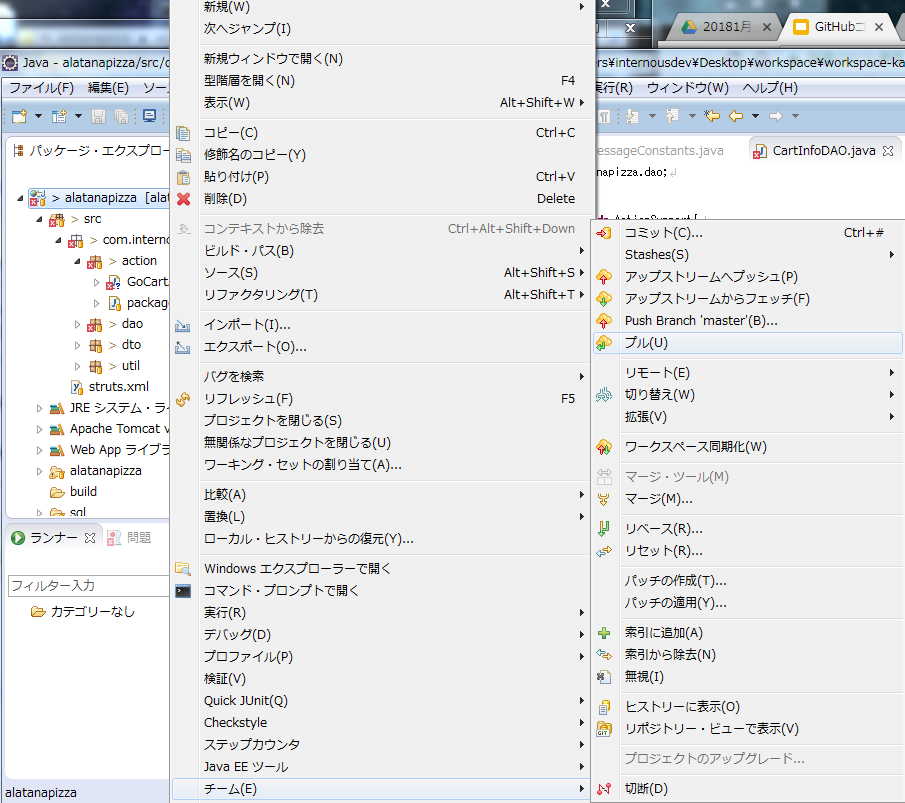 20181月
GitHubコ
Java - alatanapizza/src/c
ers¥internousdev¥Desktop¥workspace¥workspace-ka
ファイル(F) 編集(E) ソー
実行(R) ウィンドウ(W) ヘルプ(H)
パッケージ・エクスプロー
essageConstants.java
CartInfoDAO.java
napizza.dao;
> alatanapizza [alat
> src
> com.interno
> action
GoCart
package
> dao
> dto
> util
struts.xml
JRE システム・ライ
Apache Tomcat v
Web App ライブラ
alatanapizza
build
sql
ランナー
問題
フィルター入力
カテゴリーなし
alatanapizza
新規(W)
次へジャンプ(I)
新規ウィンドウで開く(N)
型階層を開く(N) F4
表示(W) Alt+Shift+W
コピー(C) Ctrl+C
修飾名のコピー(Y)
貼り付け(P) Ctrl+V
削除(D) Delete
コンテキストから除去 Ctrl+Alt+Shift+Down
ビルド・パス(B)
ソース(S) Alt+Shift+S
リファクタリング(T) Alt+Shift+T
インポート(I)...
エクスポート(O)...
バグを検索
リフレッシュ(F) F5
プロジェクトを閉じる(S)
無関係なプロジェクトを閉じる(U)
ワーキング・セットの割り当て(A)...
比較(A)
置換(L)
ローカル・ヒストリーからの復元(Y)...
Windows エクスプローラーで開く
コマンド・プロンプトで開く
実行(R)
デバッグ(D)
プロファイル(P)
検証(V)
Quick JUnit(Q)
Checkstyle
ステップカウンタ
Java EE ツール
チーム(E)
コミット(C)... Ctrl+#
Stashes(S)
アップストリームへプッシュ(P)
アップストリームからフェッチ(F)
Push Branch 'master'(B)...
プル(U)
リモート(E)
切り替え(W)
拡張(V)
ワークスペース同期化(W)
マージ・ツール(M)
マージ(M)...
リベース(R)...
リセット(R)...
パッチの作成(T)...
パッチの適用(Y)...
索引に追加(A)
索引から除去(N)
無視(I)
ヒストリーに表示(O)
リポジトリー・ビューで表示(V)
プロジェクトのアップグレード...
切断(D)